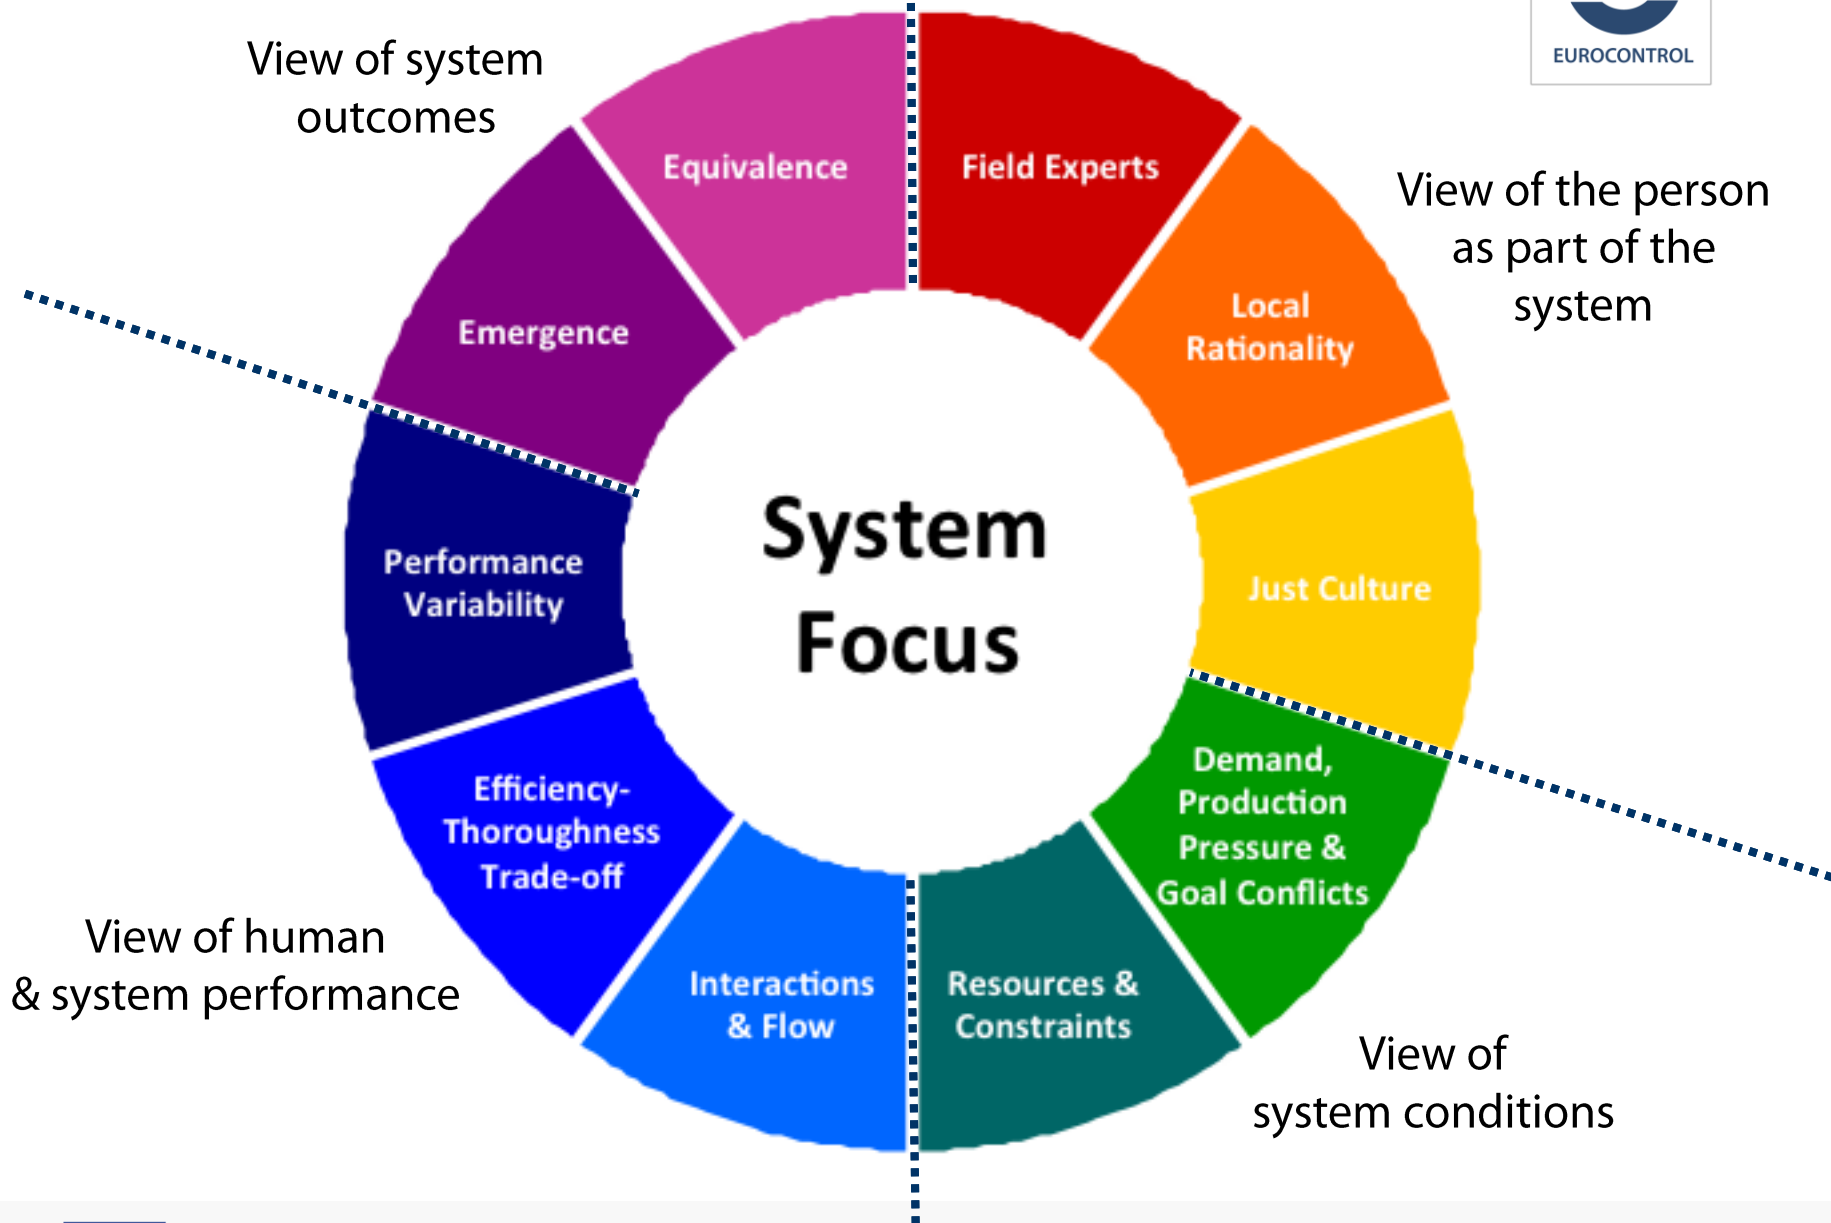 View of system
outcomes
EUROCONTROL
Equivalence
Field Experts
View of the person
as part of the
system
Local
Rationality
Emergence
System
Focus
Performance
Variability
Just Culture
Demand,
Production
Pressure &
Goal Conflicts
Efficiency-
Thoroughness
Trade-off
View of human
& system performance
Interactions
& Flow
Resources &
Constraints
View of
system conditions